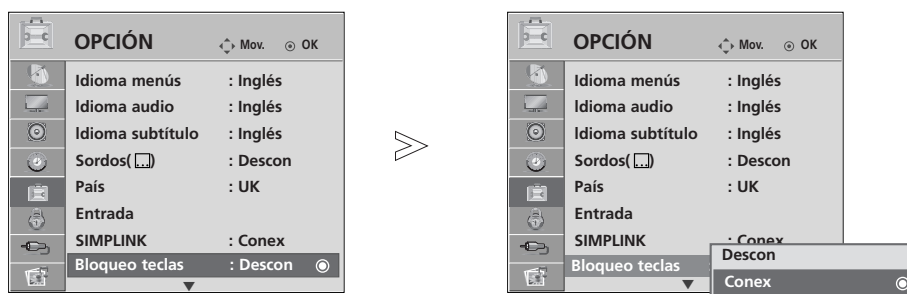 OPCIÓN Mov. OK
Idioma menús : Inglés
Idioma audio : Inglés
Idioma subtítulo : Inglés
Sordos( ) : Descon
País : UK
Entrada
SIMPLINK : Conex
Bloqueo teclas : Descon
OPCIÓN Mov. OK
Idioma menús : Inglés
Idioma audio : Inglés
Idioma subtítulo : Inglés
Sordos( ) : Descon
País : UK
Entrada
SIMPLINK : Conex
Bloqueo teclas
Descon
Conex